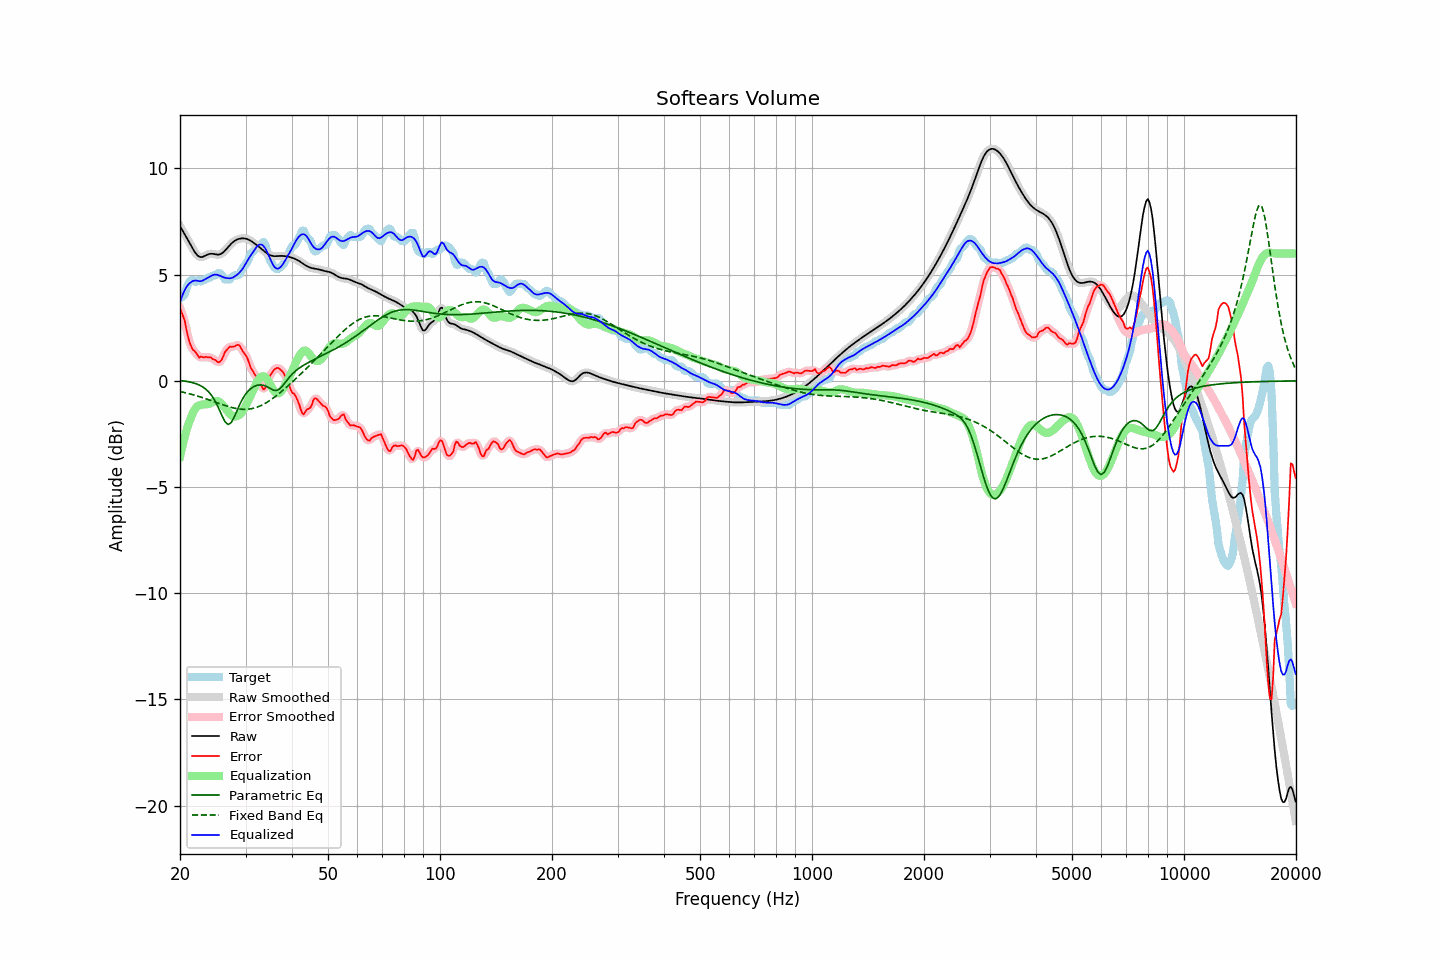 Softears Volume
10
5
0
−5
−10
−15
−20
Amplitude (dBr)
Target
Raw Smoothed
Error Smoothed
Raw
Error
Equalization
Parametric Eq
Fixed Band Eq
Equalized
20 50 100 200 500 1000 2000 5000 10000 20000
Frequency (Hz)